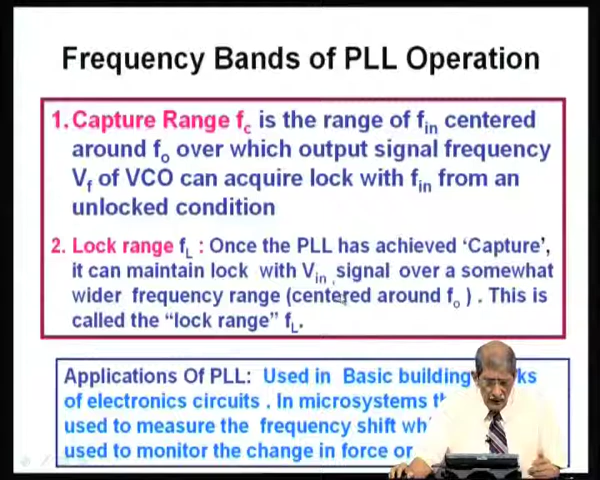 Frequency Bands of PLL Operation
1. Capture Range fc is the range of fin centered
around fo over which output signal frequency
Vf of VCO can acquire lock with fin from an
unlocked condition
2. Lock range fL : Once the PLL has achieved ‘Capture’,
it can maintain lock with Vin signal over a somewhat
wider frequency range (centered around fo ) . This is
called the “lock range” fL.
Applications Of PLL: Used in Basic building
of electronics circuits . In microsystems
used to measure the frequency shift
used to monitor the change in force or